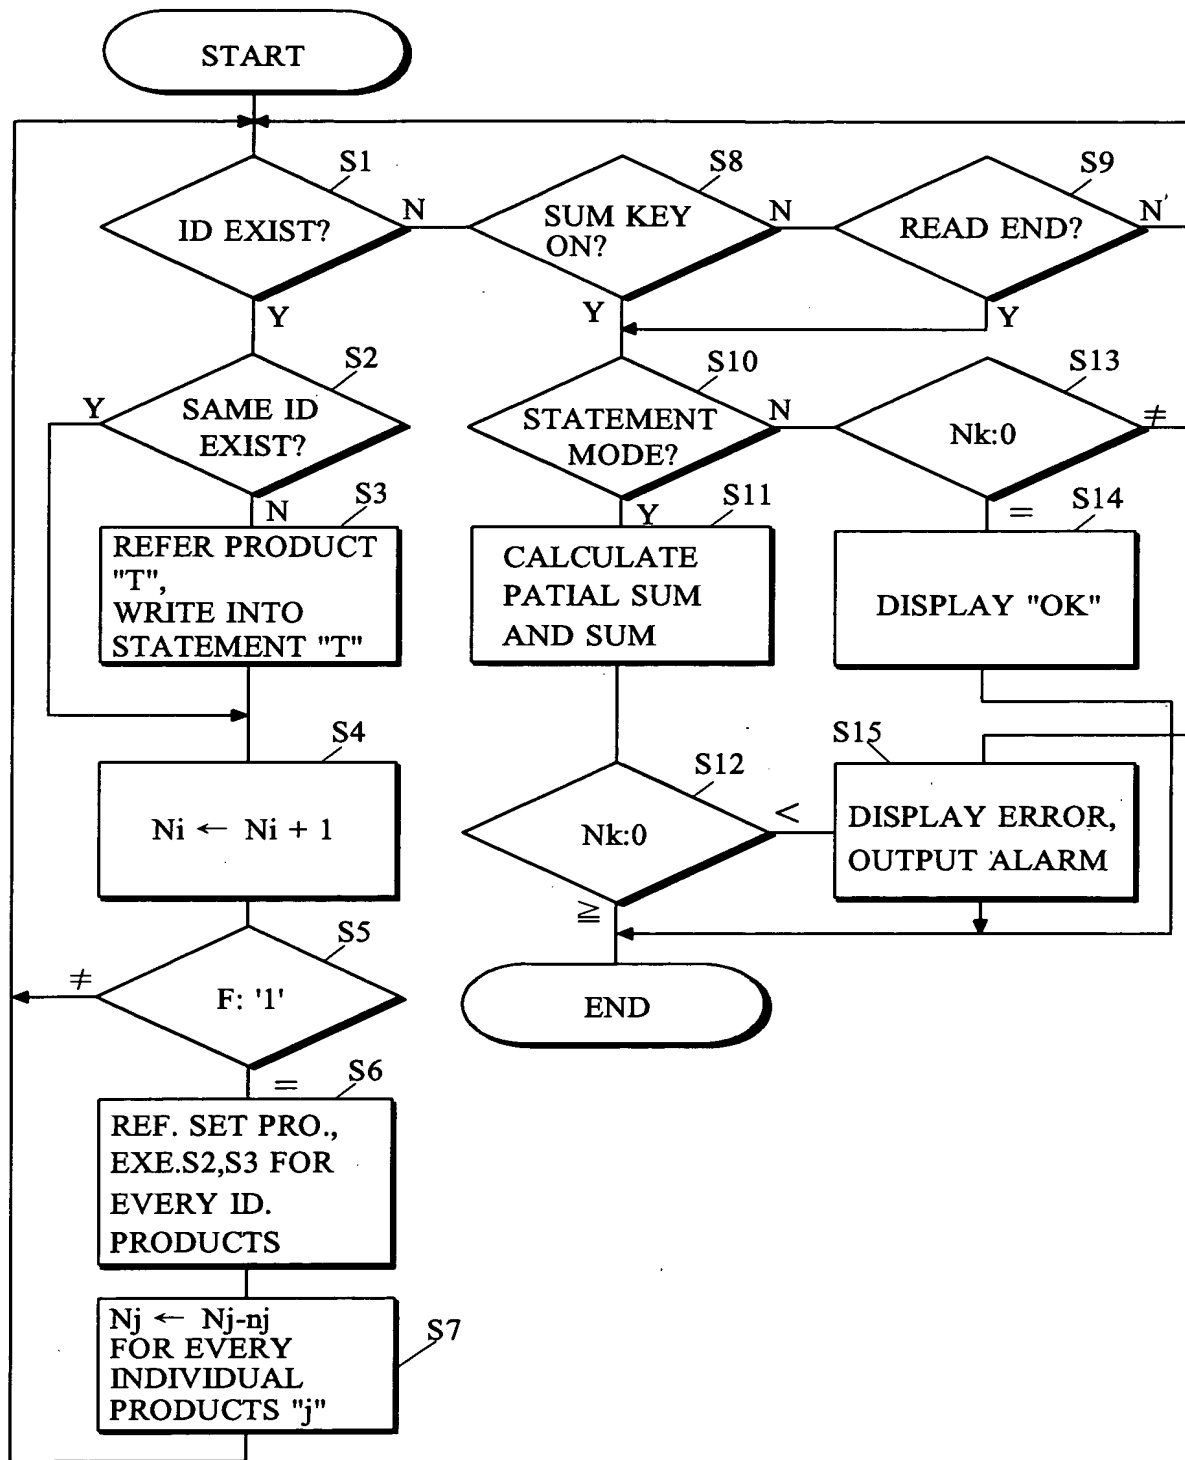 START
S1
ID EXIST?
N
Y
S8
SUM KEY
ON?
N
Y
S9
READ END?
N
Y
S2
Y
SAME ID
EXIST?
N
S3
REFER PRODUCT
"T",
WRITE INTO
STATEMENT "T"
S4
Ni ← Ni + 1
S5
≠
F: '1'
=
S6
REF. SET PRO.,
EXE.S2,S3 FOR
EVERY ID.
PRODUCTS
Nj ← Nj-nj
FOR EVERY
INDIVIDUAL
PRODUCTS "j"
S7
S10
STATEMENT
MODE?
N
Y
S11
CALCULATE
PATIAL SUM
AND SUM
S12
Nk:0
<
≧
END
S13
Nk:0
≠
=
S14
DISPLAY "OK"
S15
DISPLAY ERROR,
OUTPUT ALARM